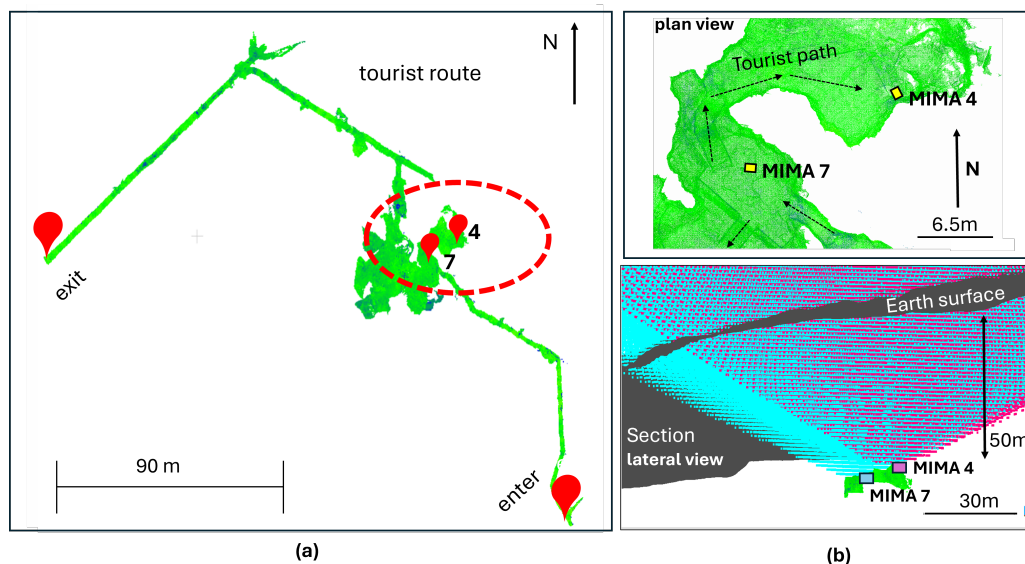 N
tourist route
4
7
exit
90 m
enter
(a)
plan view
Tourist path
MIMA 4
MIMA 7
N
6.5m
Earth surface
Section
lateral view
50m
MIMA 4
MIMA 7
30m
(b)